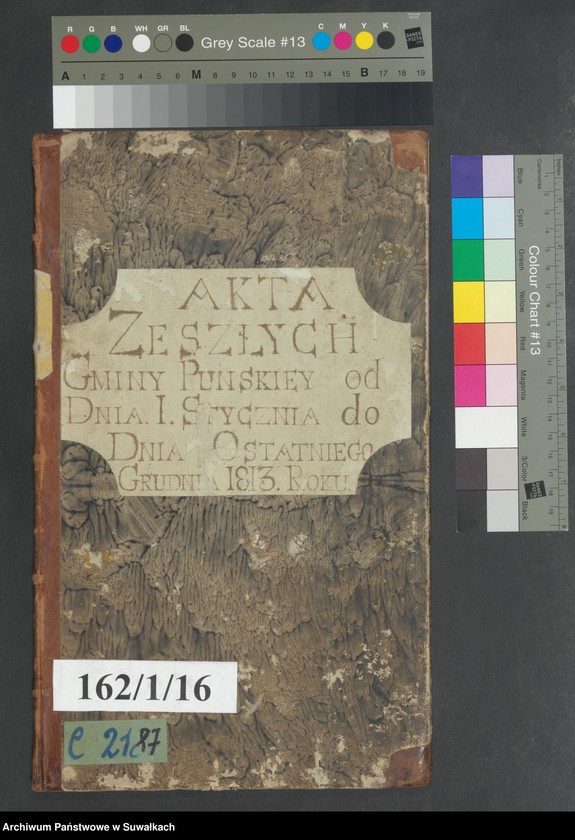 R G B WH GR BL Grey Scale #13 C M Y K
A 1 2 3 4 5 6 M 8 9 10 11 12 13 14 15 B 17 18 19
AKTA
ZESZŁYCH
GMINY PUNSKIEY od
DNIA. I. STYCZNIA do
DNIA OSTATNIEGO
GRUDNIA 1813. ROKU.
162/1/16
C 2187
Colour Chart #13
Blue
Cyan
Green
Yellow
Red
Magenta
White
3/Color
Black
Archiwum Państwowe w Suwałkach